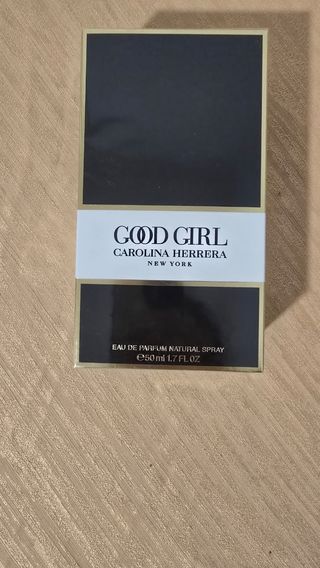 GOOD GIRL
CAROLINA HERRERA
NEW YORK
EAU DE PARFUM NATURAL SPRAY
℮50 ml 1.7 FL OZ